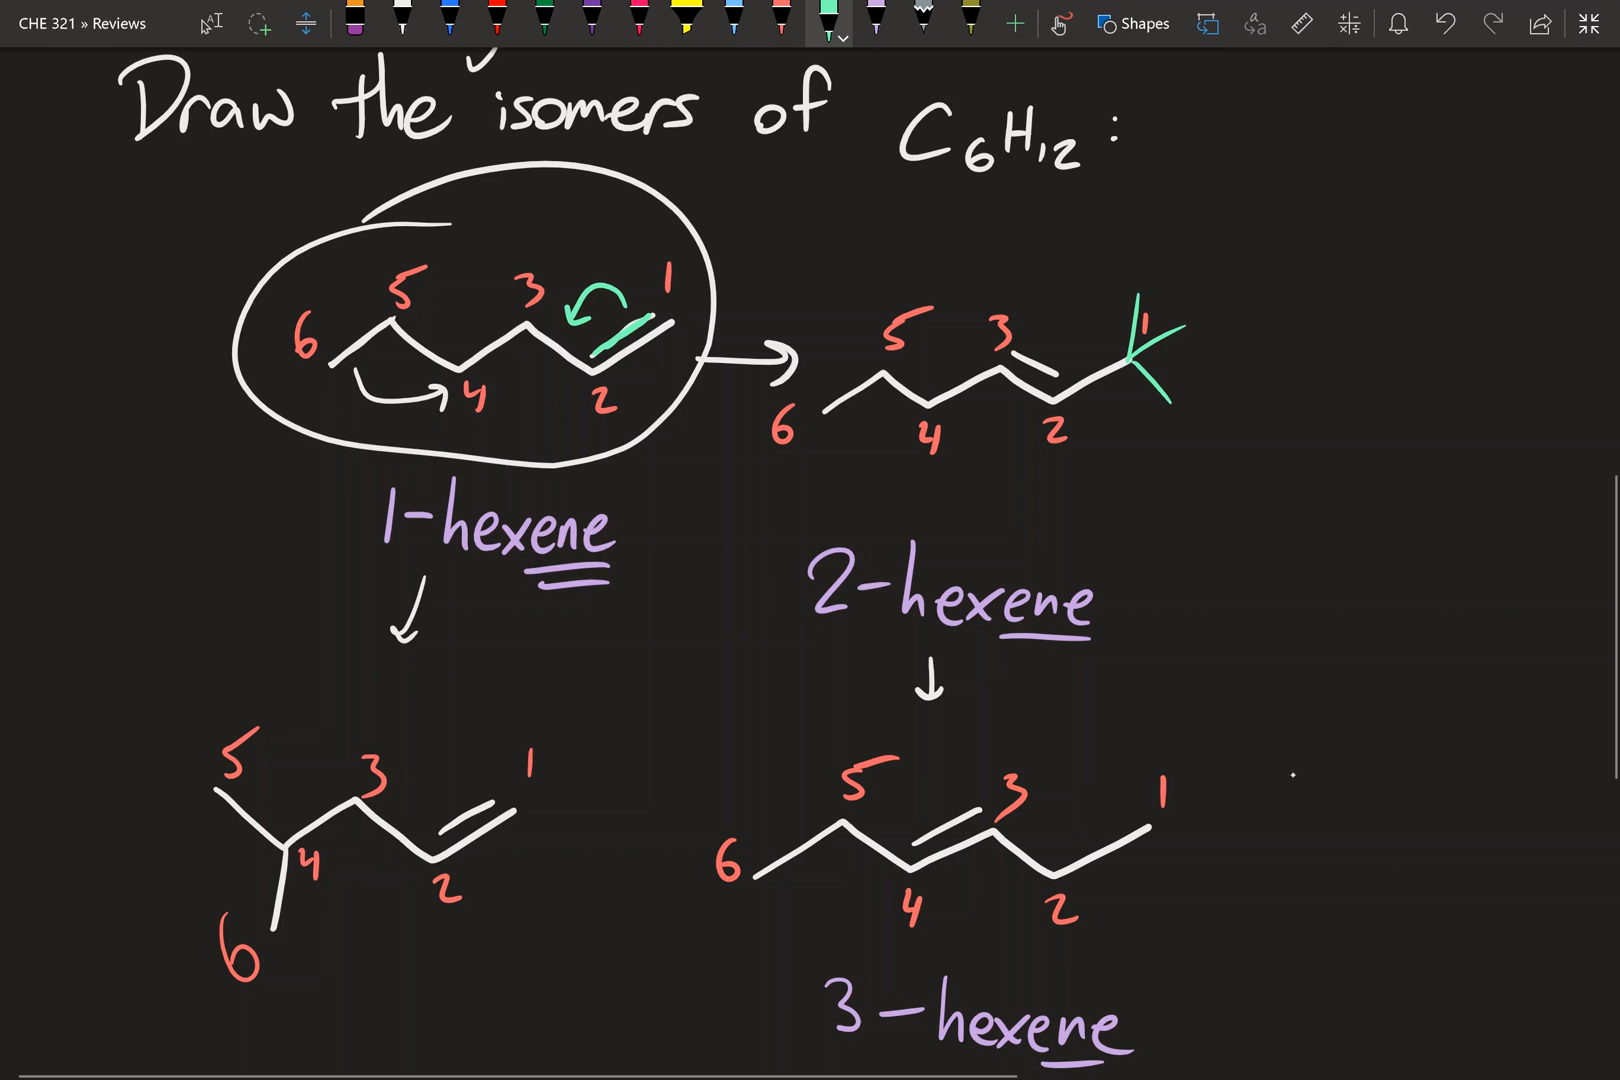 CHE 321 » Reviews
Shapes
Draw the isomers of C₆H₁₂:
6 5 4 3 2 1
6 5 4 3 2 1
1-hexene
2-hexene
5 6 4 3 2 1
6 5 4 3 2 1
3-hexene